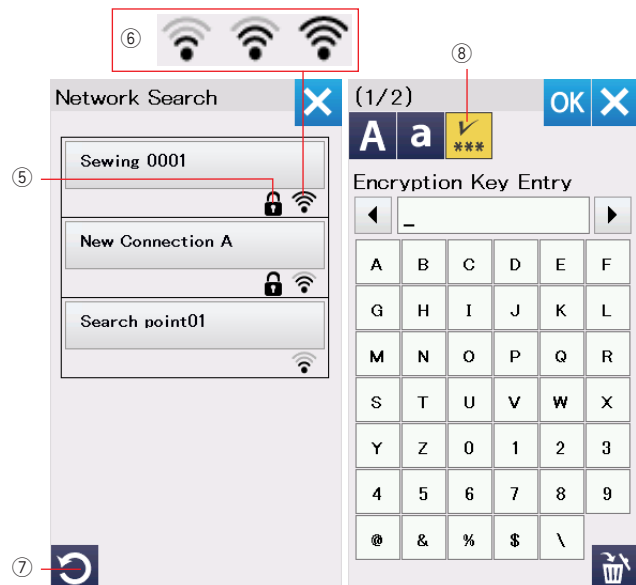 ⑥
⑧
Network Search
(1/2)
OK
A
a
***
⑤
Sewing 0001
Encryption Key Entry
_
New Connection A
A B C D E F
G H I J K L
Search point01
M N O P Q R
S T U V W X
Y Z 0 1 2 3
4 5 6 7 8 9
@ & % $ \
⑦